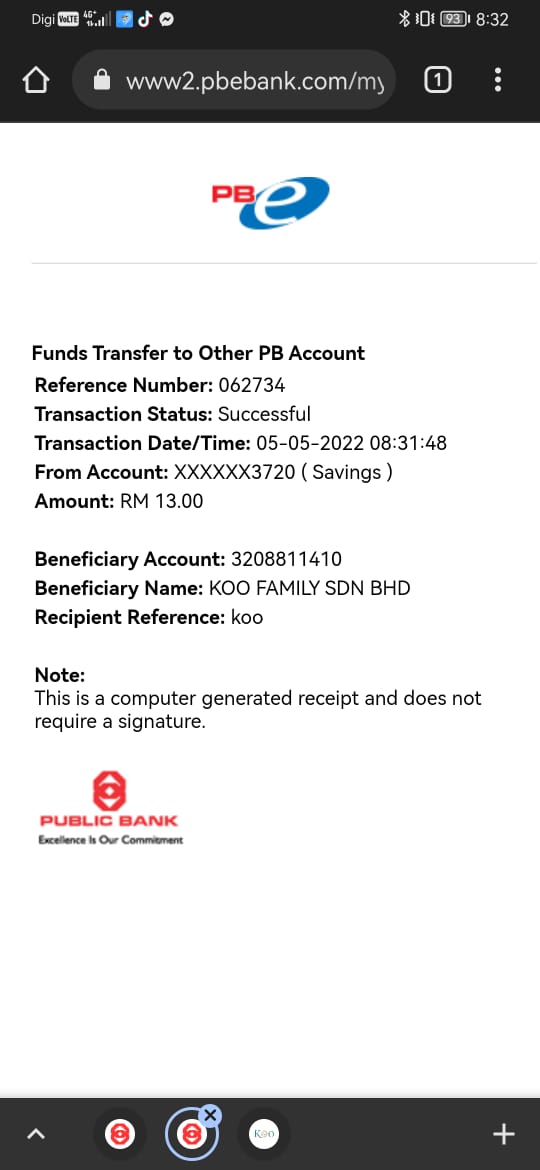 Digi VoLTE 4G+ 93 8:32
www2.pbebank.com/my
1
PBe
Funds Transfer to Other PB Account
Reference Number: 062734
Transaction Status: Successful
Transaction Date/Time: 05-05-2022 08:31:48
From Account: XXXXXX3720 ( Savings )
Amount: RM 13.00
Beneficiary Account: 3208811410
Beneficiary Name: KOO FAMILY SDN BHD
Recipient Reference: koo
Note:
This is a computer generated receipt and does not
require a signature.
PUBLIC BANK
Excellence Is Our Commitment
Koo